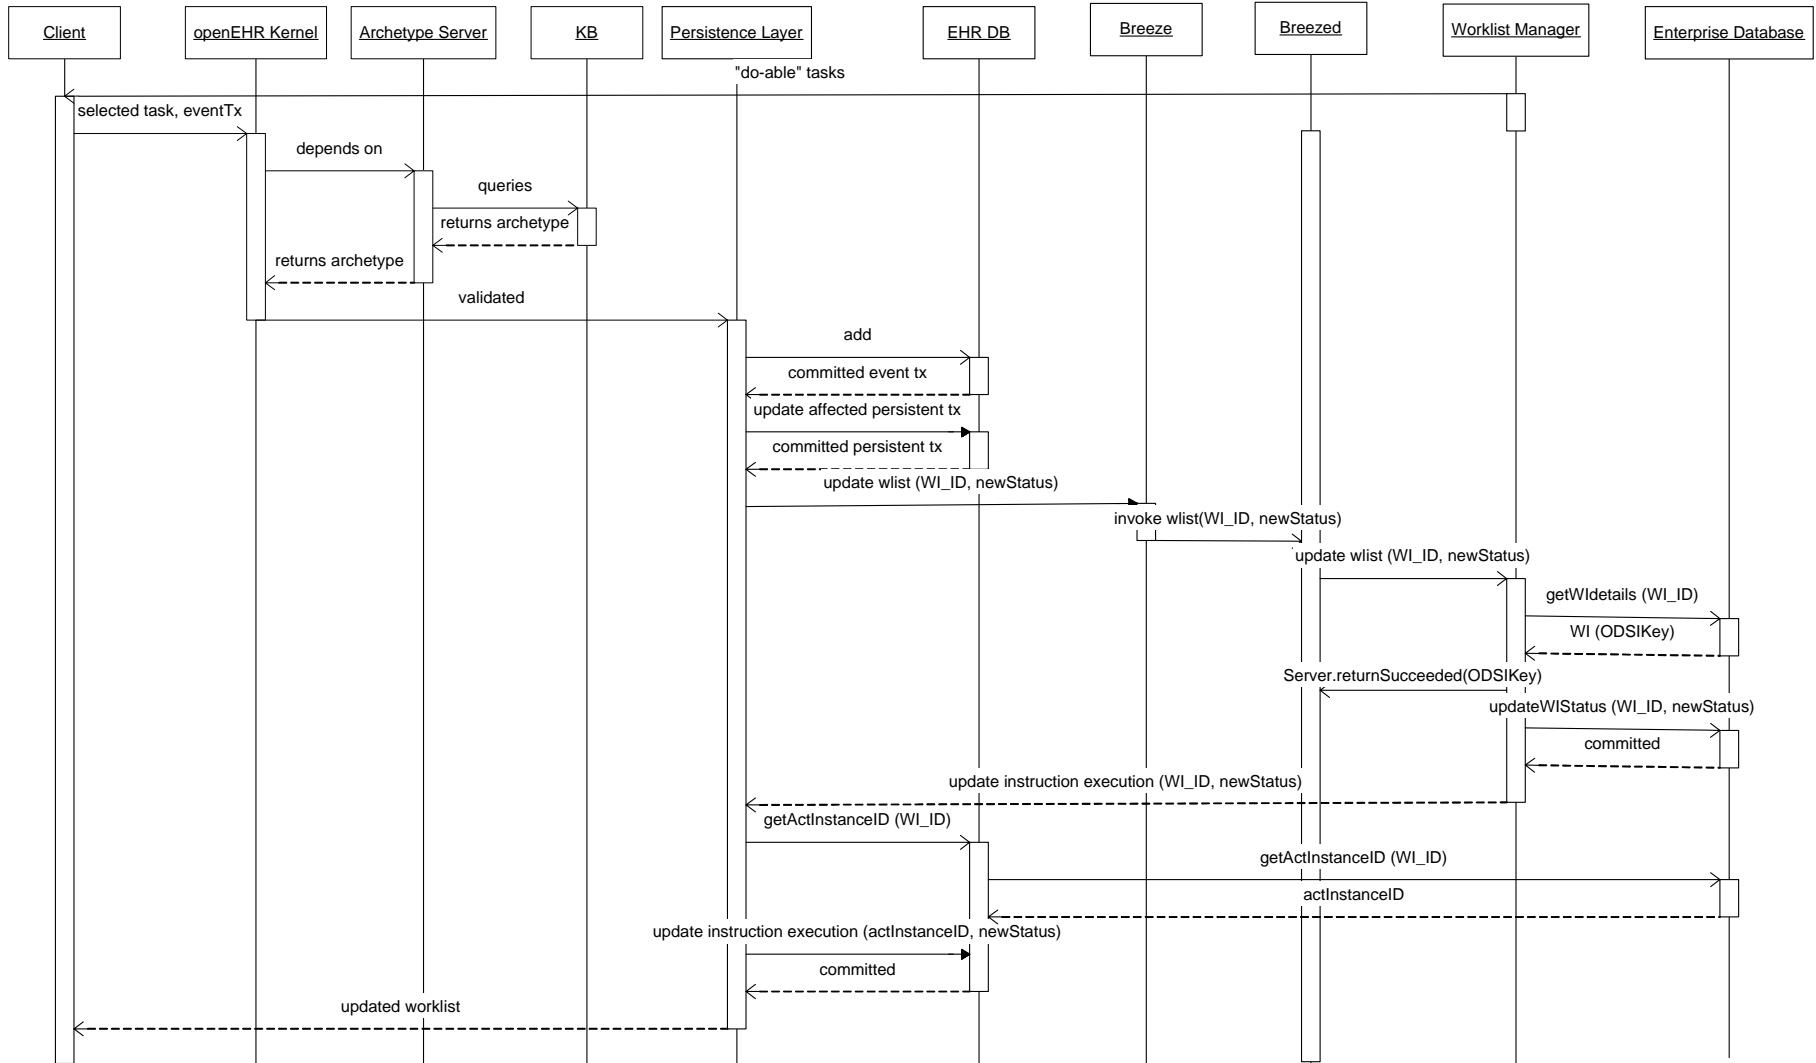 Client
openEHR Kernel
Archetype Server
KB
Persistence Layer
EHR DB
Breeze
Breezed
Worklist Manager
Enterprise Database
"do-able" tasks
selected task, eventTx
depends on
queries
returns archetype
returns archetype
validated
add
committed event tx
update affected persistent tx
committed persistent tx
update wlist (WI_ID, newStatus)
invoke wlist(WI_ID, newStatus)
update wlist (WI_ID, newStatus)
getWIdetails (WI_ID)
WI (ODSIKey)
Server.returnSucceeded(ODSIKey)
updateWIStatus (WI_ID, newStatus)
committed
update instruction execution (WI_ID, newStatus)
getActInstanceID (WI_ID)
getActInstanceID (WI_ID)
actInstanceID
update instruction execution (actInstanceID, newStatus)
committed
updated worklist